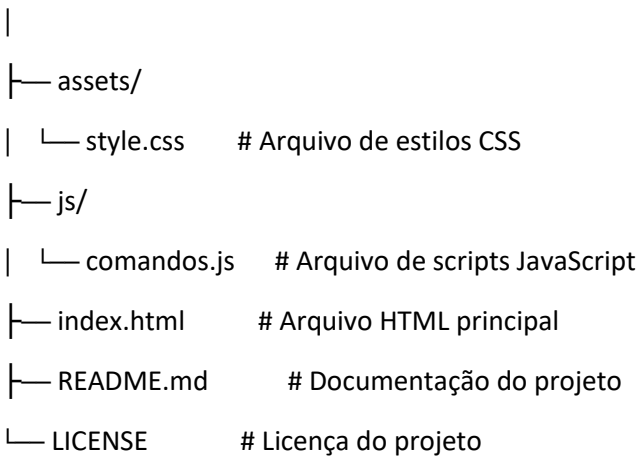 │
├── assets/
│ └── style.css # Arquivo de estilos CSS
├── js/
│ └── comandos.js # Arquivo de scripts JavaScript
├── index.html # Arquivo HTML principal
├── README.md # Documentação do projeto
└── LICENSE # Licença do projeto